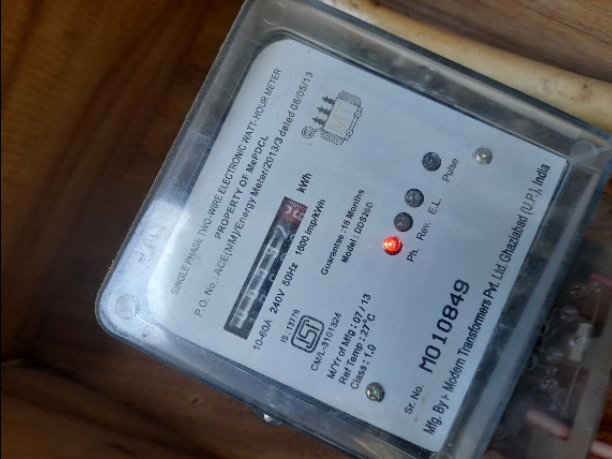 SINGLE PHASE TWO-WIRE ELECTRONIC WATT-HOUR METER
PROPERTY OF MePDCL
P.O. No.: ACE(MM)/Energy Meter/2013/3 dated 08/05/13
kWh
10-60A 240V 50Hz 1600 imp/kWh
IS : 13779
CM/L-3101324
Guarantee :18 Months
Model : DDS25D
M/Yr of Mfg : 07/13
Ref Temp : 27°C
Class : 1.0
Ph. Rev. E.L. Pulse
Sr. No. MO10849
Mfg. By :- Modern Transformers Pvt. Ltd. Ghaziabad (U.P.), India